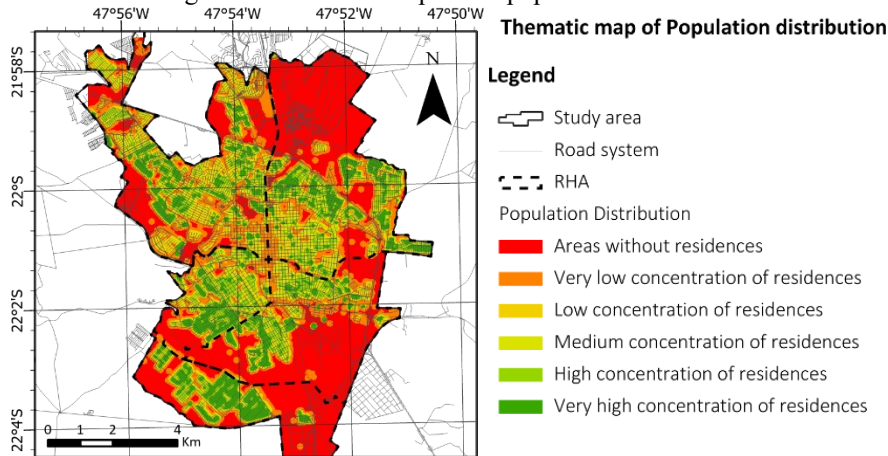 47°56'W 47°54'W 47°52'W 47°50'W
Thematic map of Population distribution
Legend
Study area
Road system
RHA
Population Distribution
Areas without residences
Very low concentration of residences
Low concentration of residences
Medium concentration of residences
High concentration of residences
Very high concentration of residences
21°58'S
22°0'S
22°2'S
22°4'S
N
0 1 2 4
Km